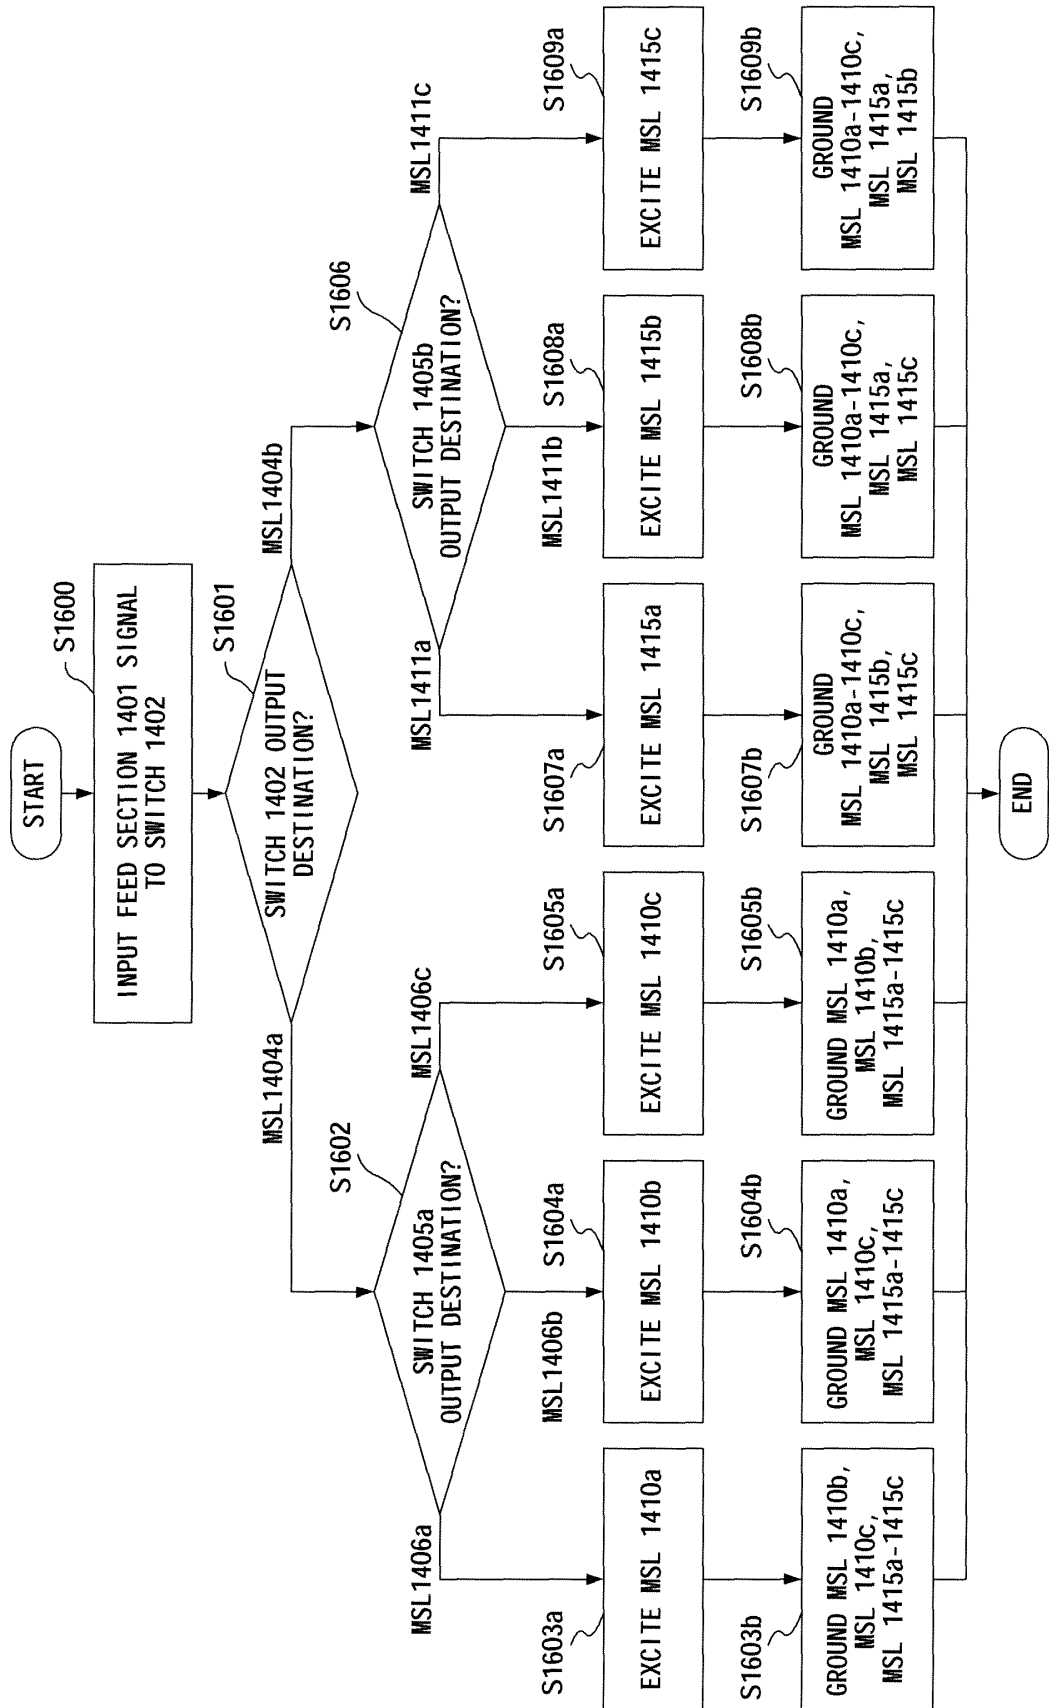 START
S1600
INPUT FEED SECTION 1401 SIGNAL
TO SWITCH 1402
S1601
SWITCH 1402 OUTPUT
DESTINATION?
MSL1404a
MSL1404b
S1602
SWITCH 1405a
OUTPUT DESTINATION?
MSL1406a
MSL1406b
MSL1406c
S1606
SWITCH 1405b
OUTPUT DESTINATION?
MSL1411a
MSL1411b
MSL1411c
S1603a
EXCITE MSL 1410a
S1604a
EXCITE MSL 1410b
S1605a
EXCITE MSL 1410c
S1607a
EXCITE MSL 1415a
S1608a
EXCITE MSL 1415b
S1609a
EXCITE MSL 1415c
S1603b
GROUND MSL 1410b,
MSL 1410c,
MSL 1415a-1415c
S1604b
GROUND MSL 1410a,
MSL 1410c,
MSL 1415a-1415c
S1605b
GROUND MSL 1410a,
MSL 1410b,
MSL 1415a-1415c
S1607b
GROUND
MSL 1410a-1410c,
MSL 1415b,
MSL 1415c
S1608b
GROUND
MSL 1410a-1410c,
MSL 1415a,
MSL 1415c
S1609b
GROUND
MSL 1410a-1410c,
MSL 1415a,
MSL 1415b
END